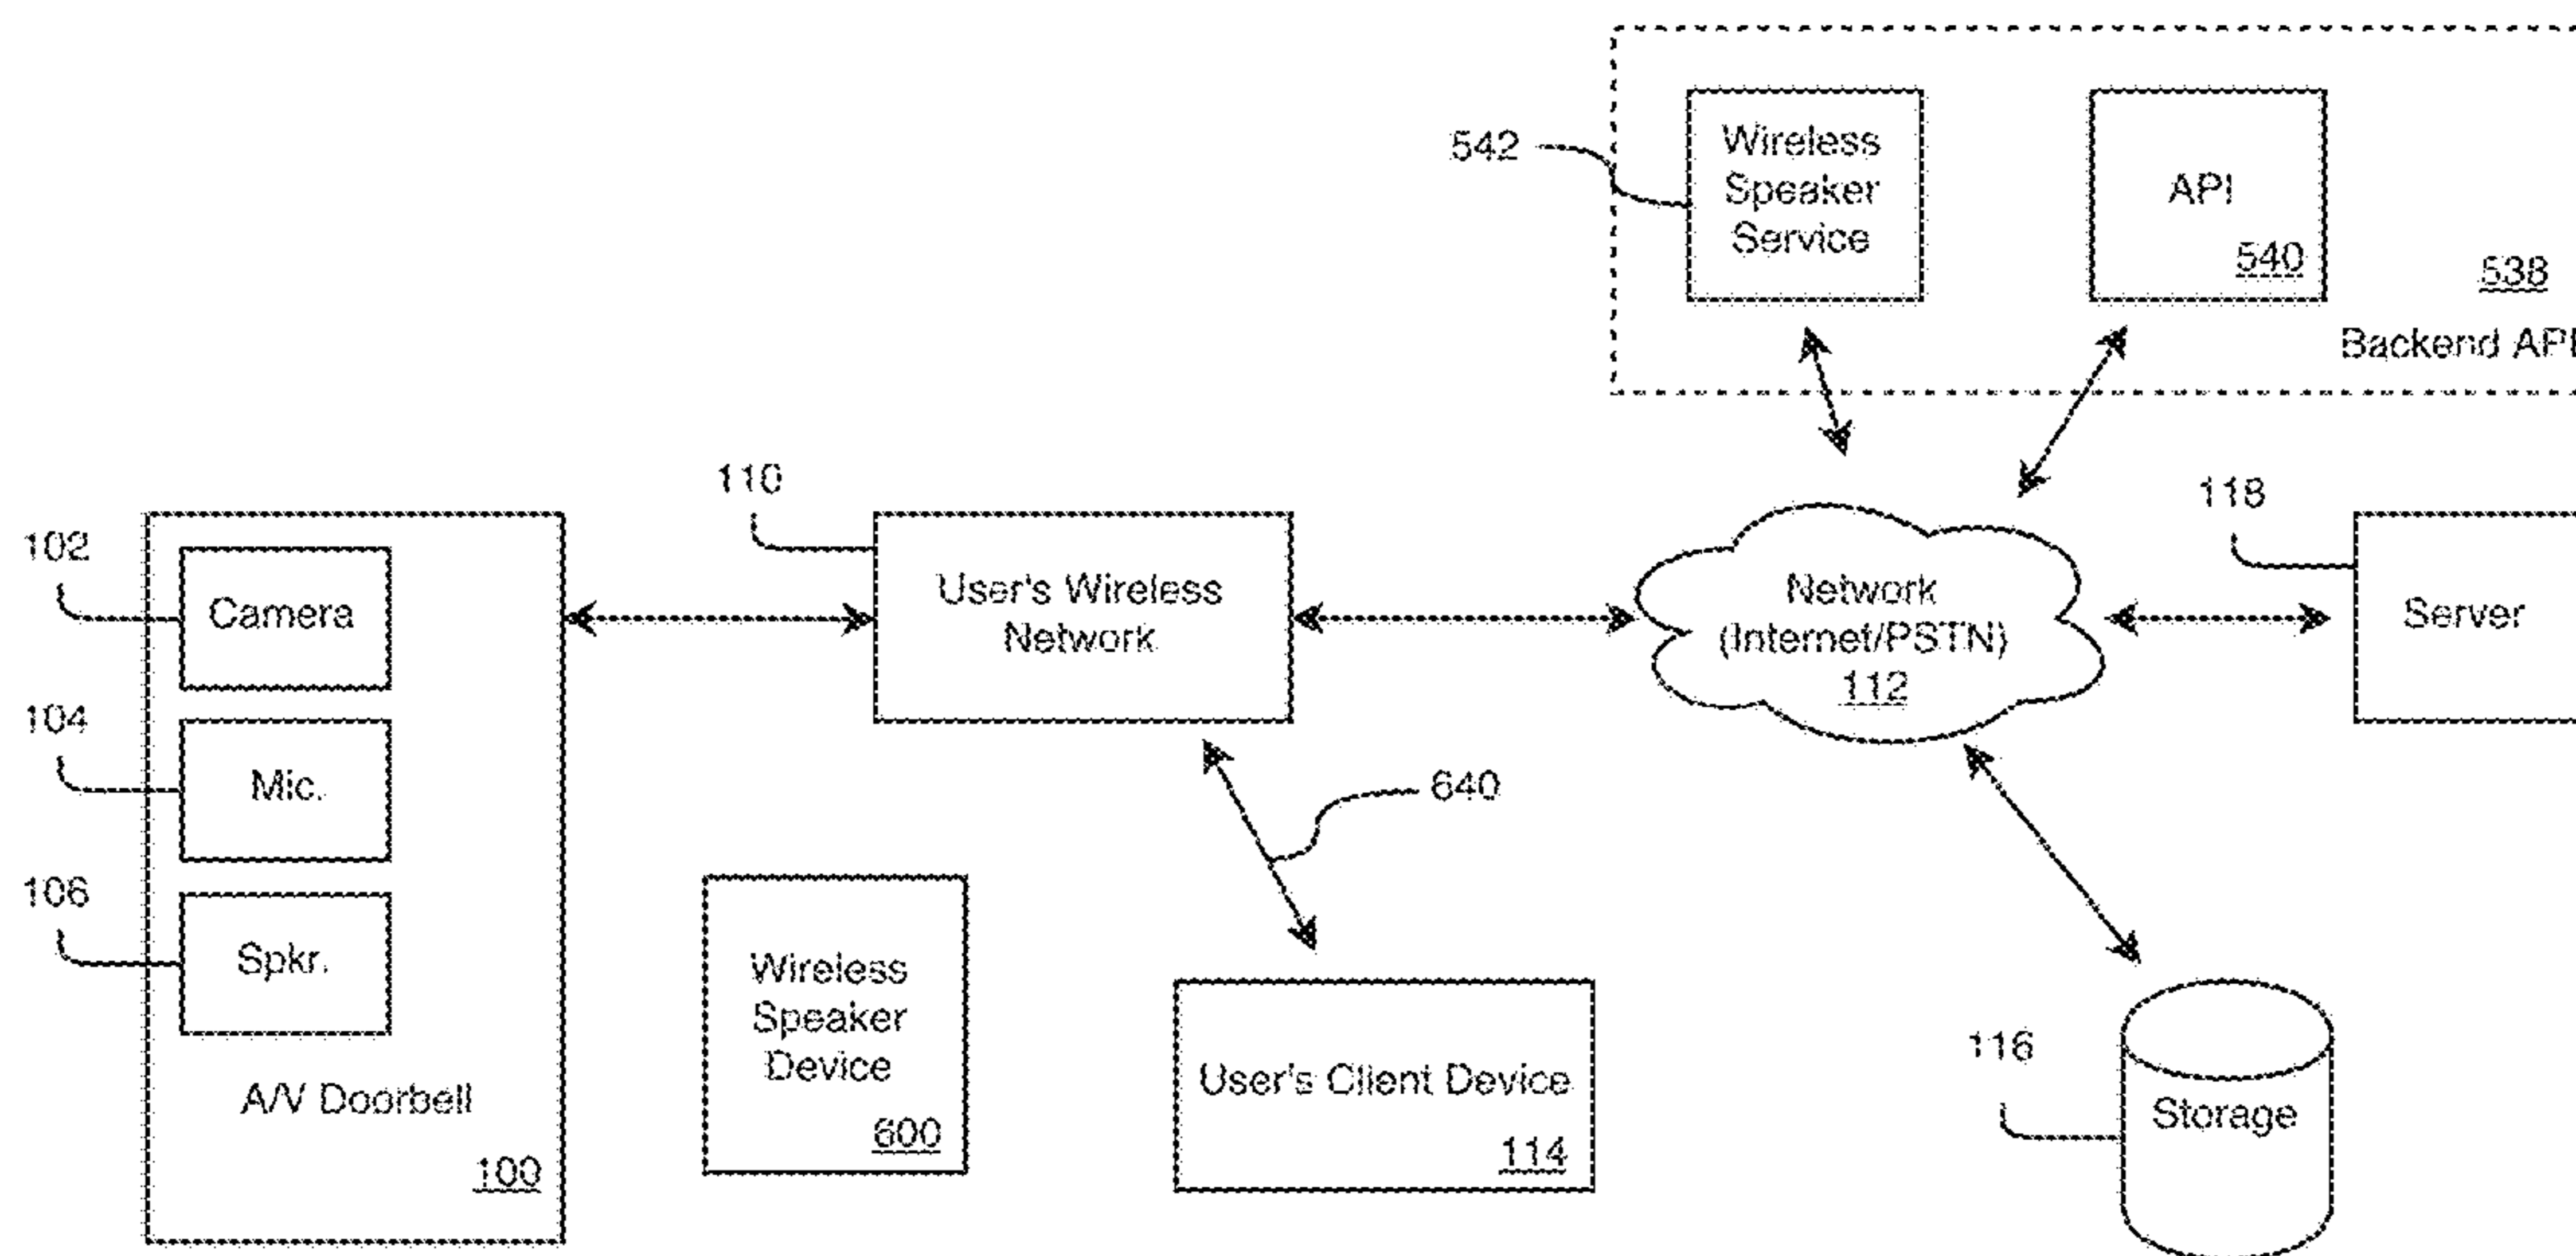 542
Wireless
Speaker
Service
API
540
538
Backend API
110
118
102
Camera
User's Wireless
Network
Network
(Internet/PSTN)
112
Server
104
Mic.
640
106
Spkr.
Wireless
Speaker
Device
600
User's Client Device
114
116
Storage
A/V Doorbell
100